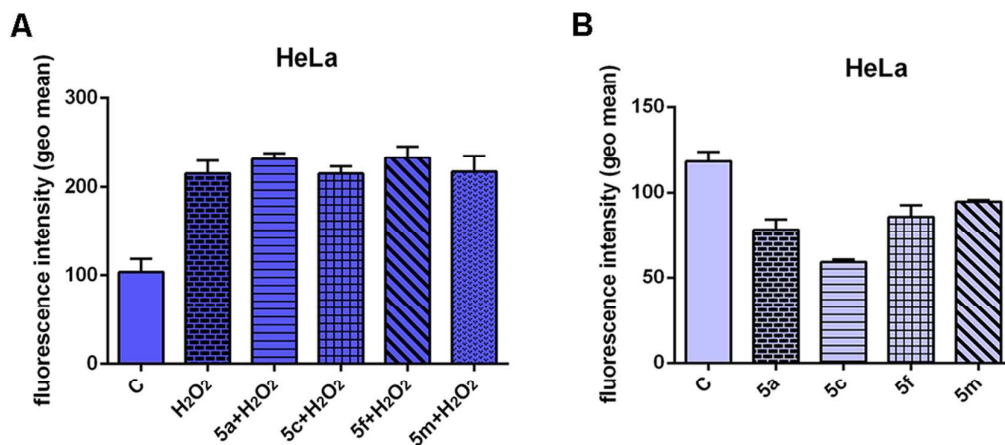 A
HeLa
fluorescence intensity (geo mean)
300
200
100
0
C
H₂O₂
5a+H₂O₂
5c+H₂O₂
5f+H₂O₂
5m+H₂O₂
B
HeLa
fluorescence intensity (geo mean)
150
100
50
0
C
5a
5c
5f
5m